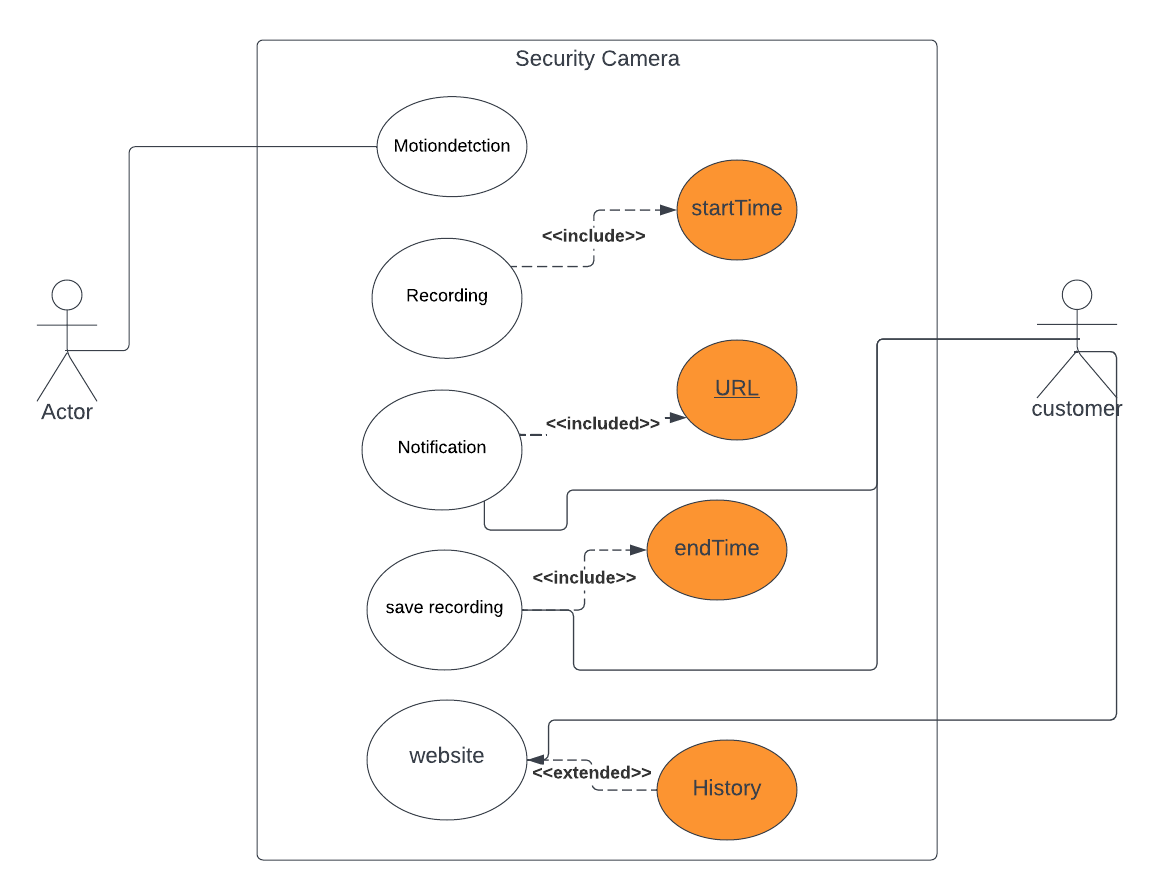 Security Camera
Motiondetction
startTime
<<include>>
Recording
URL
<<included>>
Notification
Actor
customer
endTime
<<include>>
save recording
website
<<extended>>
History